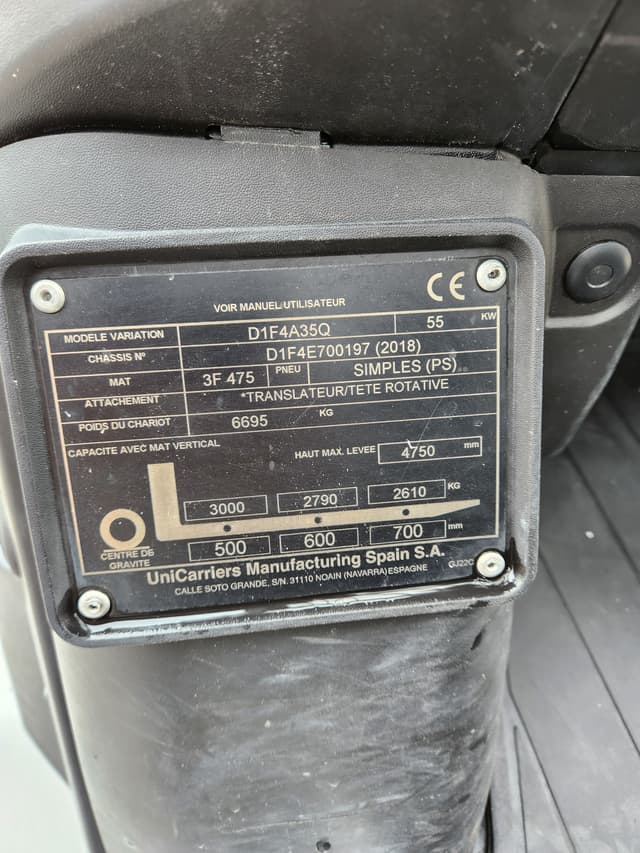 CE
VOIR MANUEL/UTILISATEUR
MODELE VARIATION D1F4A35Q 55 KW
CHASSIS Nº D1F4E700197 (2018)
MAT 3F 475 PNEU SIMPLES (PS)
ATTACHEMENT *TRANSLATEUR/TETE ROTATIVE
POIDS DU CHARIOT 6695 KG
CAPACITE AVEC MAT VERTICAL HAUT MAX. LEVEE 4750 mm
3000 2790 2610 KG
500 600 700 mm
CENTRE DE
GRAVITE
UniCarriers Manufacturing Spain S.A.
CALLE SOTO GRANDE, S/N. 31110 NOAIN (NAVARRA) ESPAGNE
GJ22C